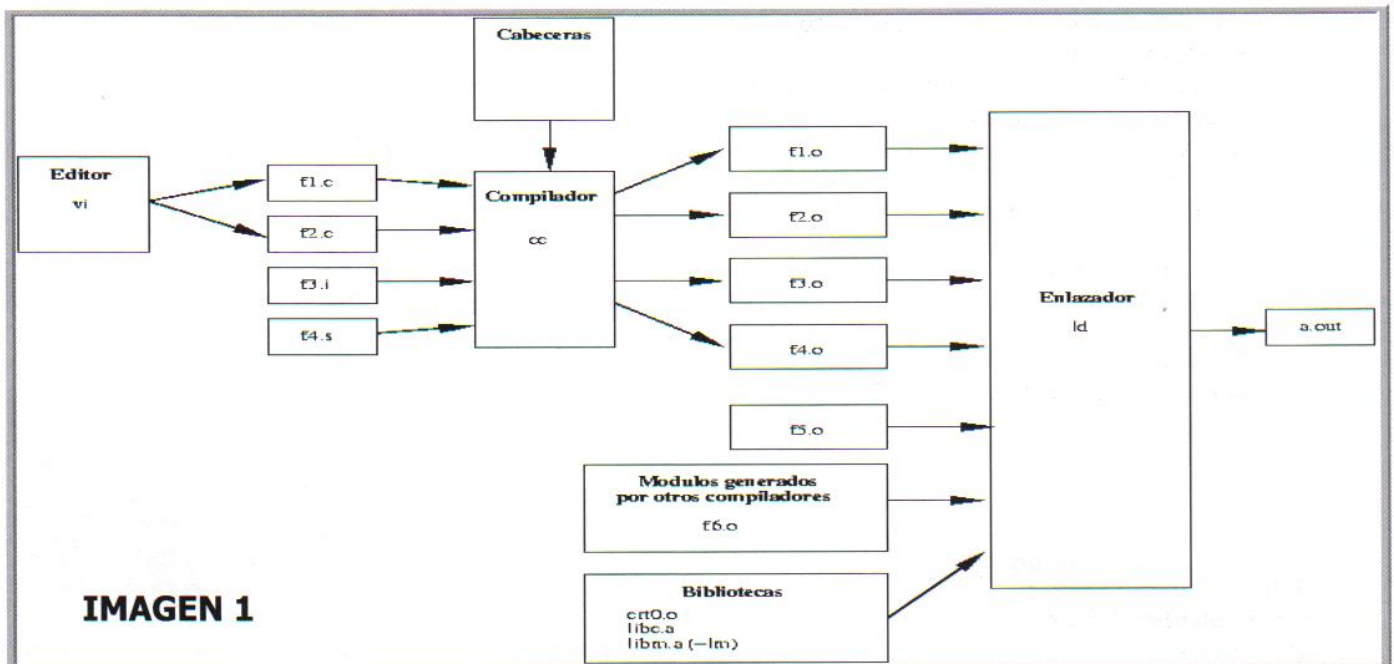 Cabeceras
Editor
vi
f1.c
f2.c
f3.i
f4.s
Compilador
cc
f1.o
f2.o
f3.o
f4.o
f5.o
Modulos generados
por otros compiladores
f6.o
Bibliotecas
crt0.o
libc.a
libm.a (-lm)
Enlazador
ld
a.out
IMAGEN 1